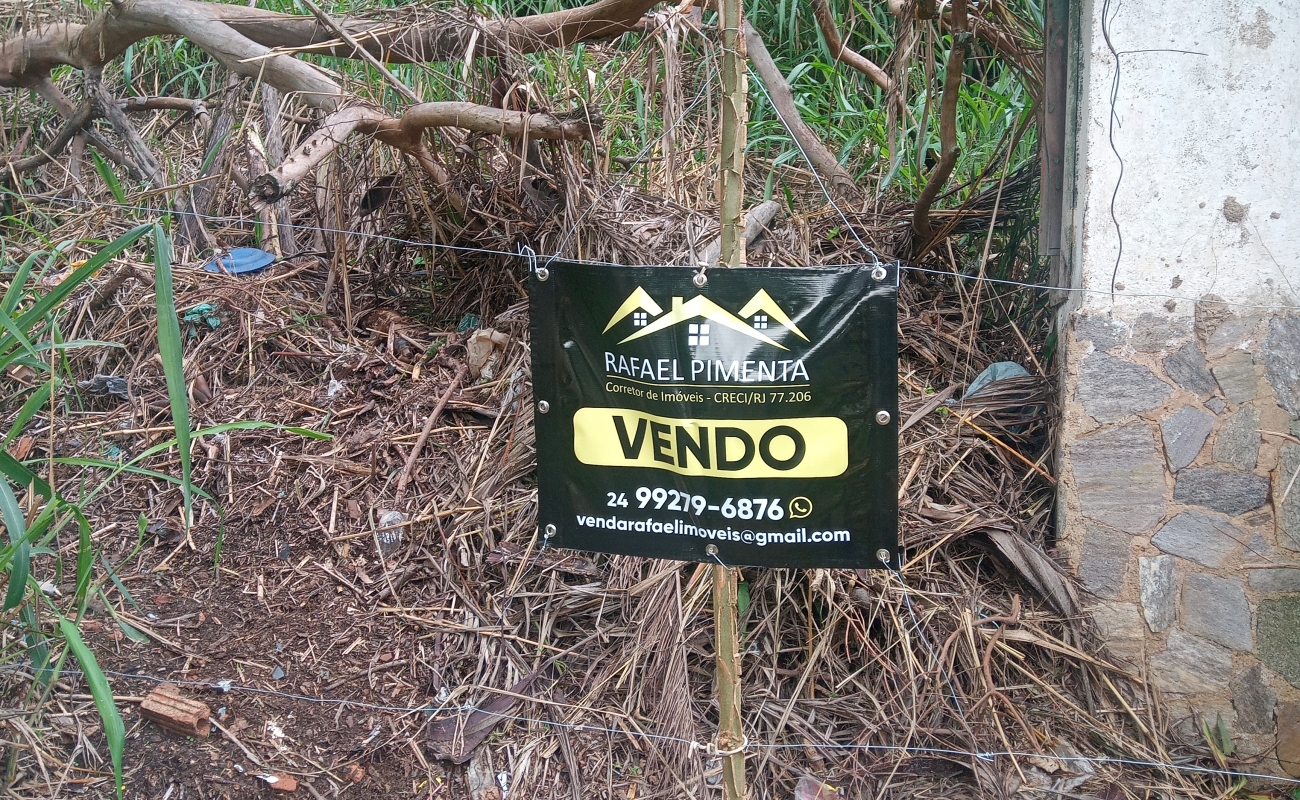 RAFAEL PIMENTA
Corretor de Imóveis - CRECI/RJ 77.206
VENDO
24 99279-6876
vendarafaelimoveis@gmail.com